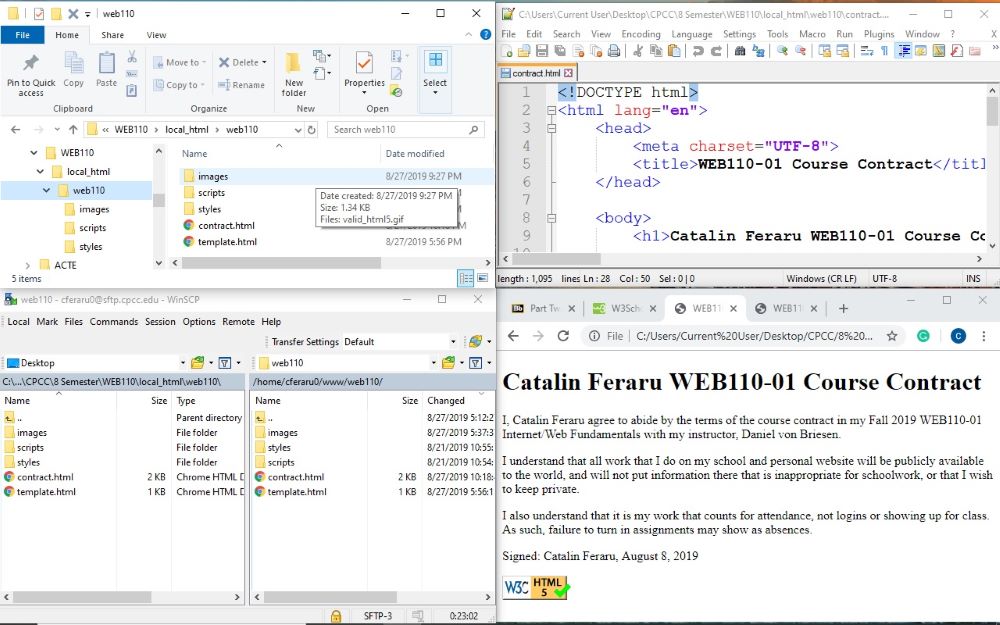 web110
File Home Share View
Pin to Quick access
Copy
Paste
Clipboard
Move to
Copy to
Delete
Rename
Organize
New folder
New
Properties
Open
Select
« WEB110 › local_html › web110
Search web110
WEB110
local_html
web110
images
scripts
styles
ACTE
Name Date modified
images 8/27/2019 9:27 PM
scripts
styles
contract.html
template.html 8/27/2019 5:56 PM
Date created: 8/27/2019 9:27 PM
Size: 1.34 KB
Files: valid_html5.gif
5 items
C:\Users\Current User\Desktop\CPCC\8 Semester\WEB110\local_html\web110\contract....
File Edit Search View Encoding Language Settings Tools Macro Run Plugins Window ?
contract.html
1 <!DOCTYPE html>
2 <html lang="en">
3 <head>
4 <meta charset="UTF-8">
5 <title>WEB110-01 Course Contract</titl
6 </head>
7
8 <body>
9 <h1>Catalin Feraru WEB110-01 Course Co
10
length : 1,095 lines Ln : 28 Col : 50 Sel : 0 | 0 Windows (CR LF) UTF-8 INS
web110 - cferaru0@sftp.cpcc.edu - WinSCP
Local Mark Files Commands Session Options Remote Help
Transfer Settings Default
Desktop
web110
C:\...\CPCC\8 Semester\WEB110\local_html\web110\
Name Size Type
.. Parent directory
images File folder
scripts File folder
styles File folder
contract.html 2 KB Chrome HTML D
template.html 1 KB Chrome HTML D
/home/cferaru0/www/web110/
Name Size Changed
.. 8/27/2019 5:12:2
images 8/27/2019 5:37:3
styles 8/21/2019 10:55:
scripts 8/21/2019 10:54:
contract.html 2 KB 8/27/2019 10:18:
template.html 1 KB 8/27/2019 5:56:1
SFTP-3 0:23:02
Bb Part Tw
W3Sch
WEB11
WEB11
File C:/Users/Current%20User/Desktop/CPCC/8%20...
C
Catalin Feraru WEB110-01 Course Contract
I, Catalin Feraru agree to abide by the terms of the course contract in my Fall 2019 WEB110-01
Internet/Web Fundamentals with my instructor, Daniel von Briesen.
I understand that all work that I do on my school and personal website will be publicly available
to the world, and will not put information there that is inappropriate for schoolwork, or that I wish
to keep private.
I also understand that it is my work that counts for attendance, not logins or showing up for class.
As such, failure to turn in assignments may show as absences.
Signed: Catalin Feraru, August 8, 2019
W3C HTML 5